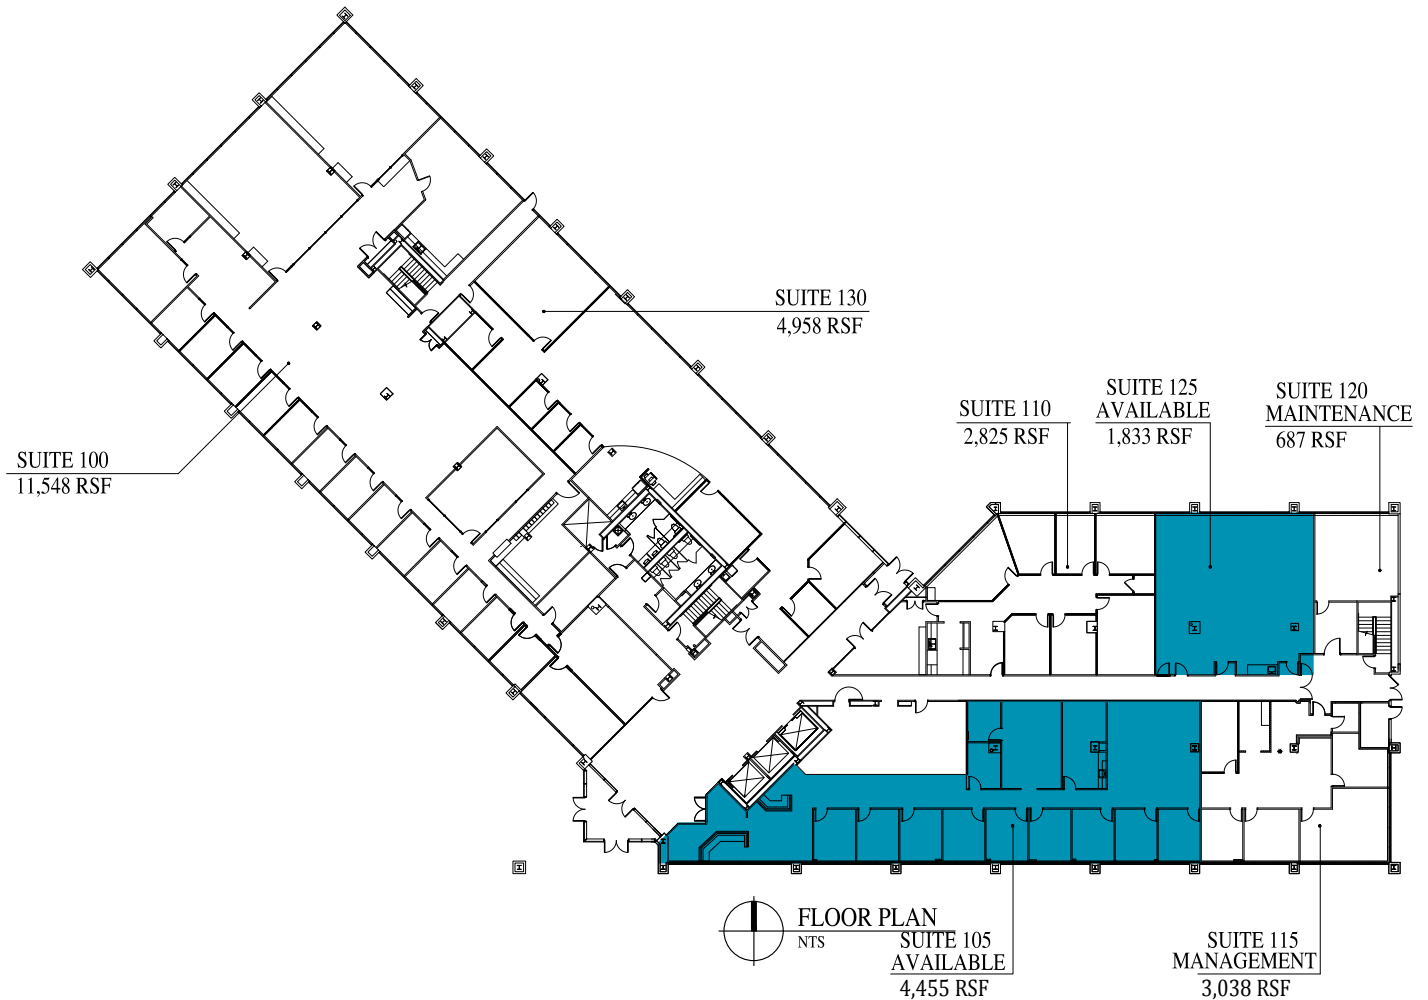 SUITE 130
4,958 RSF
SUITE 125
AVAILABLE
1,833 RSF
SUITE 120
MAINTENANCE
687 RSF
SUITE 110
2,825 RSF
SUITE 100
11,548 RSF
FLOOR PLAN
NTS
SUITE 105
AVAILABLE
4,455 RSF
SUITE 115
MANAGEMENT
3,038 RSF